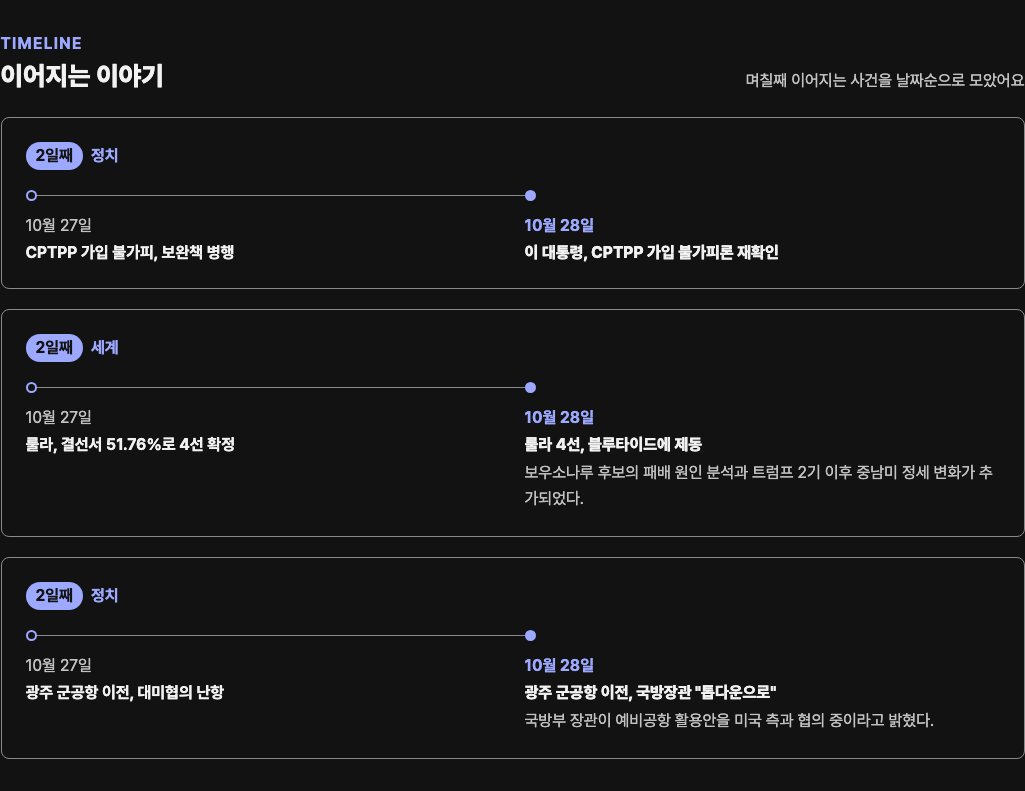 TIMELINE
이어지는 이야기
며칠째 이어지는 사건을 날짜순으로 모았어요
2일째 정치
10월 27일
CPTPP 가입 불가피, 보완책 병행
10월 28일
이 대통령, CPTPP 가입 불가피론 재확인
2일째 세계
10월 27일
룰라, 결선서 51.76%로 4선 확정
10월 28일
룰라 4선, 블루타이드에 제동
보우소나루 후보의 패배 원인 분석과 트럼프 2기 이후 중남미 정세 변화가 추
가되었다.
2일째 정치
10월 27일
광주 군공항 이전, 대미협의 난항
10월 28일
광주 군공항 이전, 국방장관 "톱다운으로"
국방부 장관이 예비공항 활용안을 미국 측과 협의 중이라고 밝혔다.